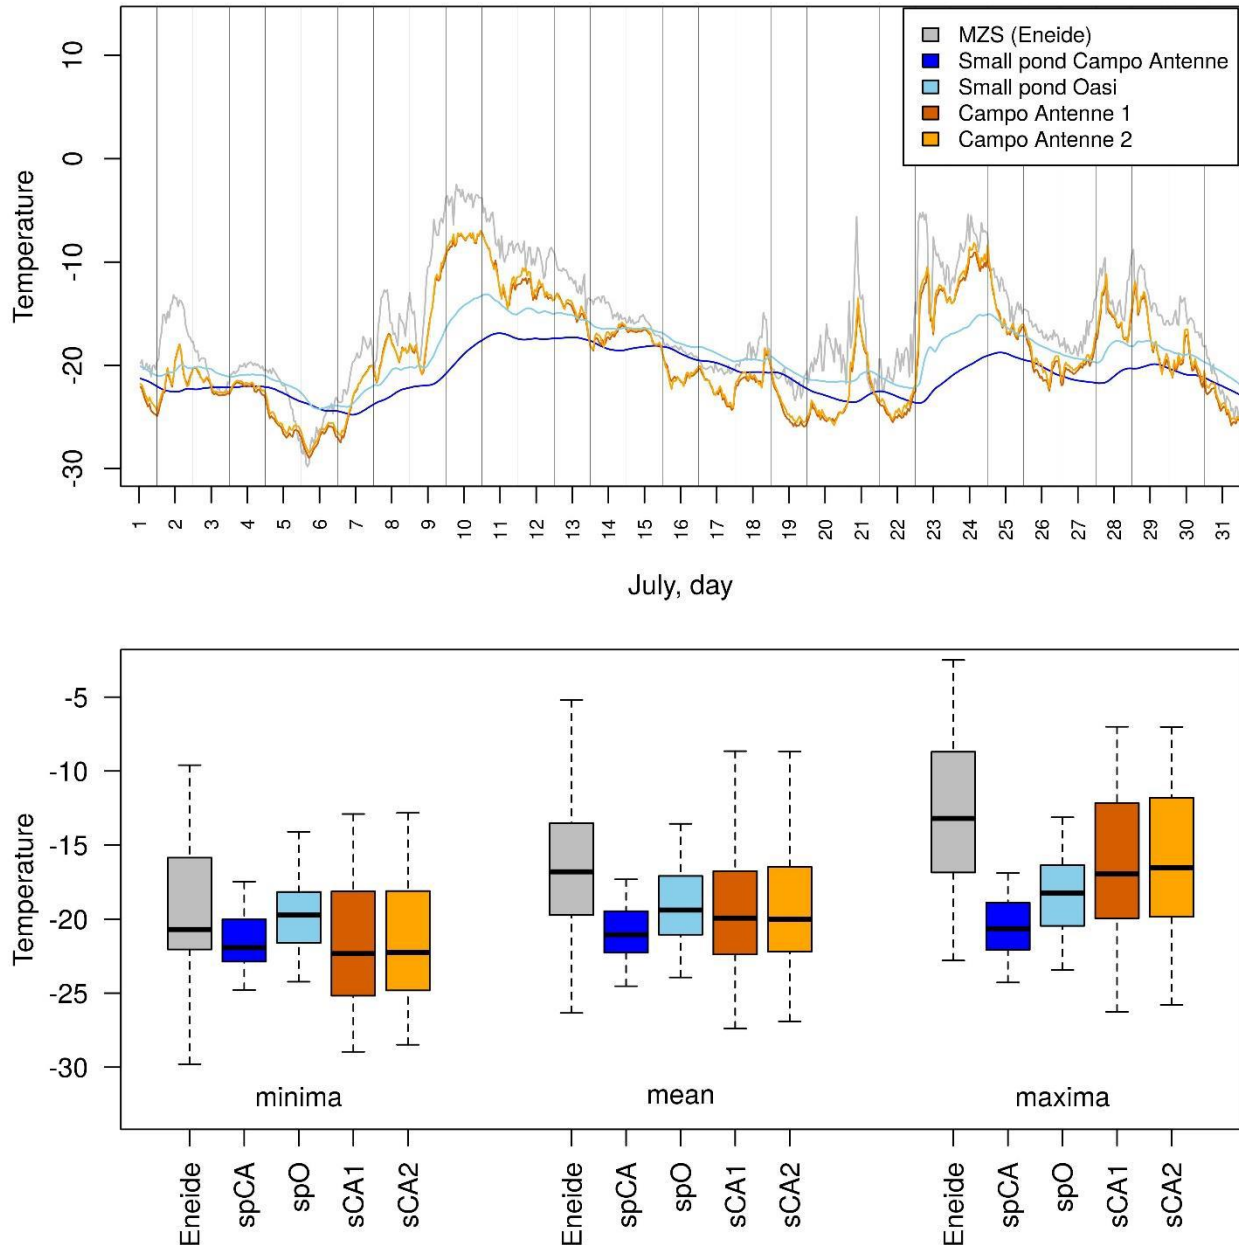 10
0
-10
-20
-30
Temperature
MZS (Eneide)
Small pond Campo Antenne
Small pond Oasi
Campo Antenne 1
Campo Antenne 2
1 2 3 4 5 6 7 8 9 10 11 12 13 14 15 16 17 18 19 20 21 22 23 24 25 26 27 28 29 30 31
July, day
-5
-10
-15
-20
-25
-30
Temperature
minima mean maxima
Eneide spCA spO sCA1 sCA2 Eneide spCA spO sCA1 sCA2 Eneide spCA spO sCA1 sCA2